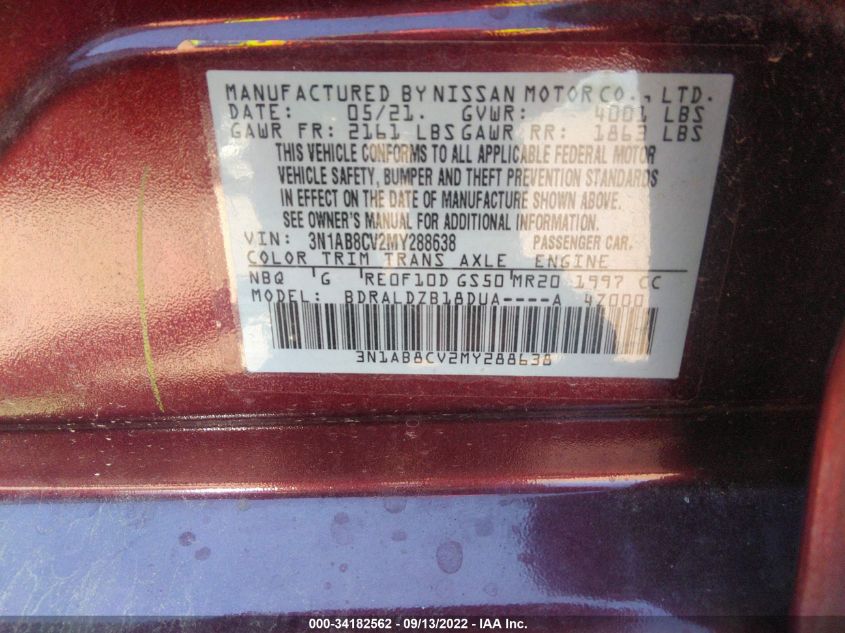 MANUFACTURED BY NISSAN MOTOR CO., LTD.
DATE: 05/21. GVWR: 4001 LBS
GAWR FR: 2161 LBS GAWR RR: 1863 LBS
THIS VEHICLE CONFORMS TO ALL APPLICABLE FEDERAL MOTOR
VEHICLE SAFETY, BUMPER AND THEFT PREVENTION STANDARDS
IN EFFECT ON THE DATE OF MANUFACTURE SHOWN ABOVE.
SEE OWNER'S MANUAL FOR ADDITIONAL INFORMATION.
VIN: 3N1AB8CV2MY288638 PASSENGER CAR.
COLOR TRIM TRANS AXLE ENGINE
NBQ G RE0F10D GS50 MR20 1997 CC
MODEL: BDRALDZB18DUA----A 47000
3N1AB8CV2MY288638
000-34182562 - 09/13/2022 - IAA Inc.